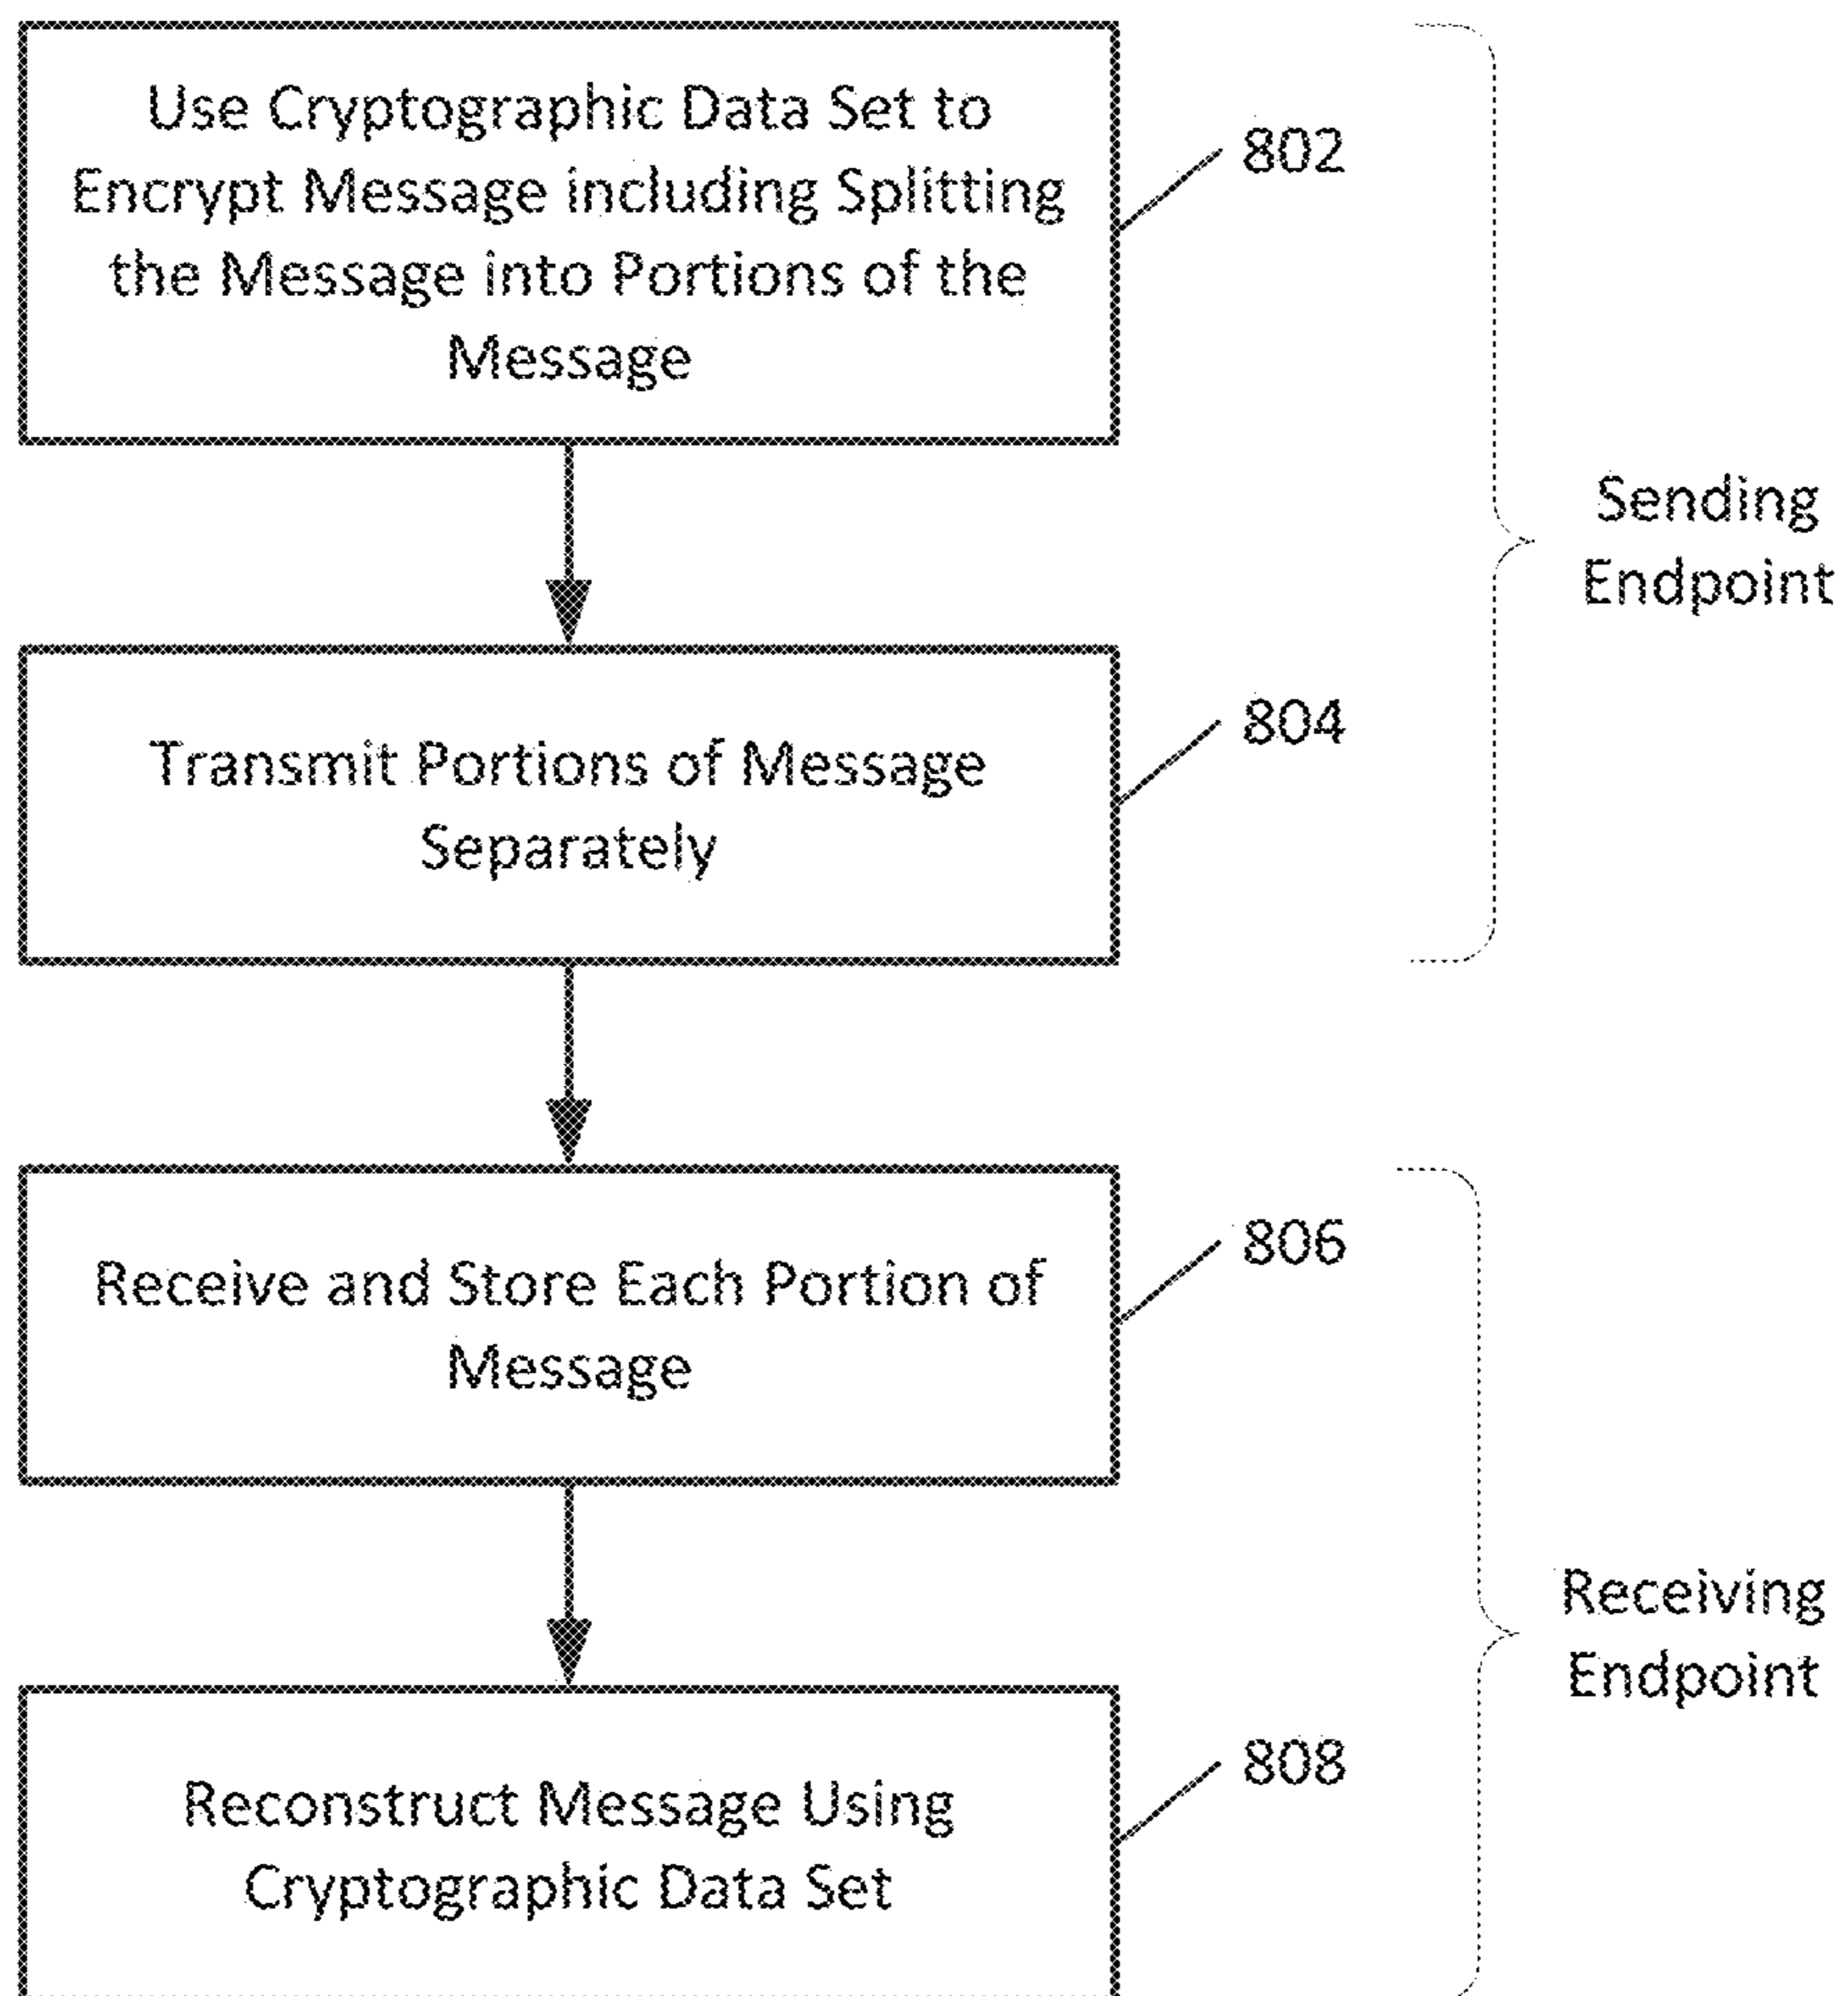 Use Cryptographic Data Set to
Encrypt Message including Splitting
the Message into Portions of the
Message
802
Sending
Endpoint
Transmit Portions of Message
Separately
804
Receive and Store Each Portion of
Message
806
Receiving
Endpoint
Reconstruct Message Using
Cryptographic Data Set
808